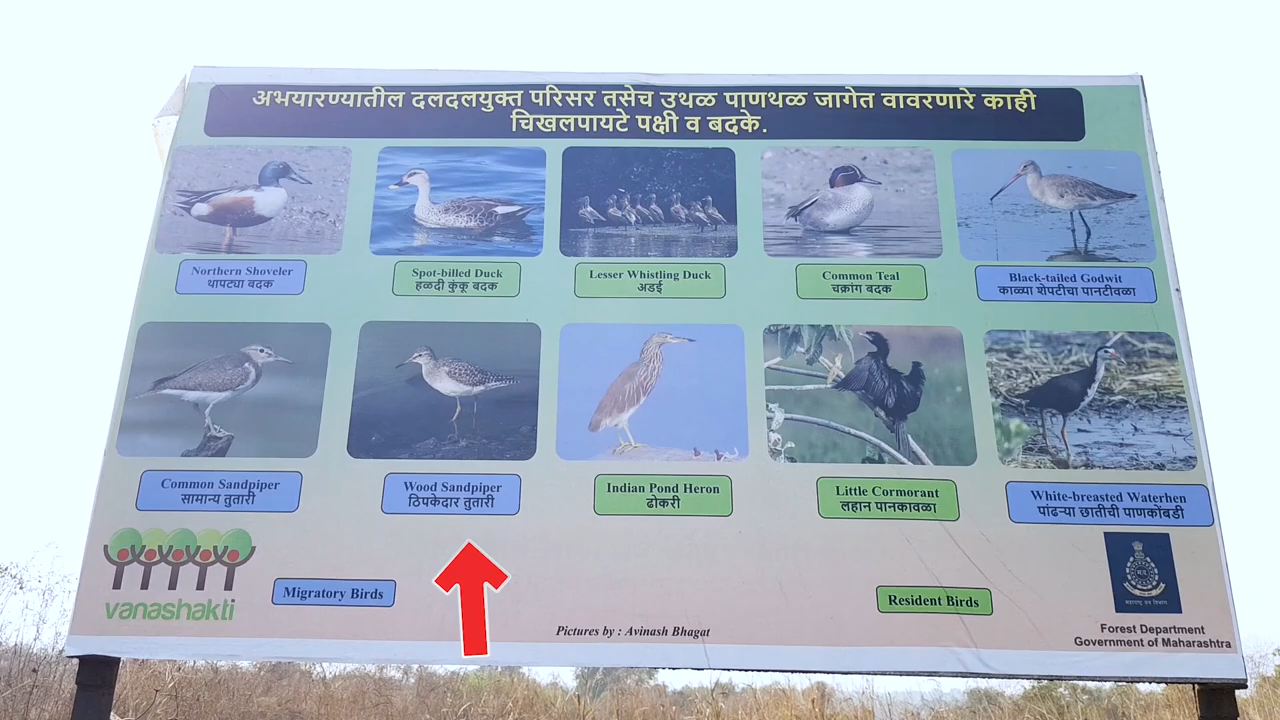 अभयारण्यातील दलदलयुक्त परिसर तसेच उथळ पाणथळ जागेत वावरणारे काही
चिखलपायटे पक्षी व बदके.
Northern Shoveler
थापट्या बदक
Spot-billed Duck
हळदी कुंकू बदक
Lesser Whistling Duck
अडई
Common Teal
चक्रांग बदक
Black-tailed Godwit
काळ्या शेपटीचा पानटीवळा
Common Sandpiper
सामान्य तुतारी
Wood Sandpiper
ठिपकेदार तुतारी
Indian Pond Heron
ढोकरी
Little Cormorant
लहान पानकावळा
White-breasted Waterhen
पांढऱ्या छातीची पाणकोंबडी
vanashakti
Migratory Birds
Pictures by : Avinash Bhagat
Resident Birds
Forest Department
Government of Maharashtra